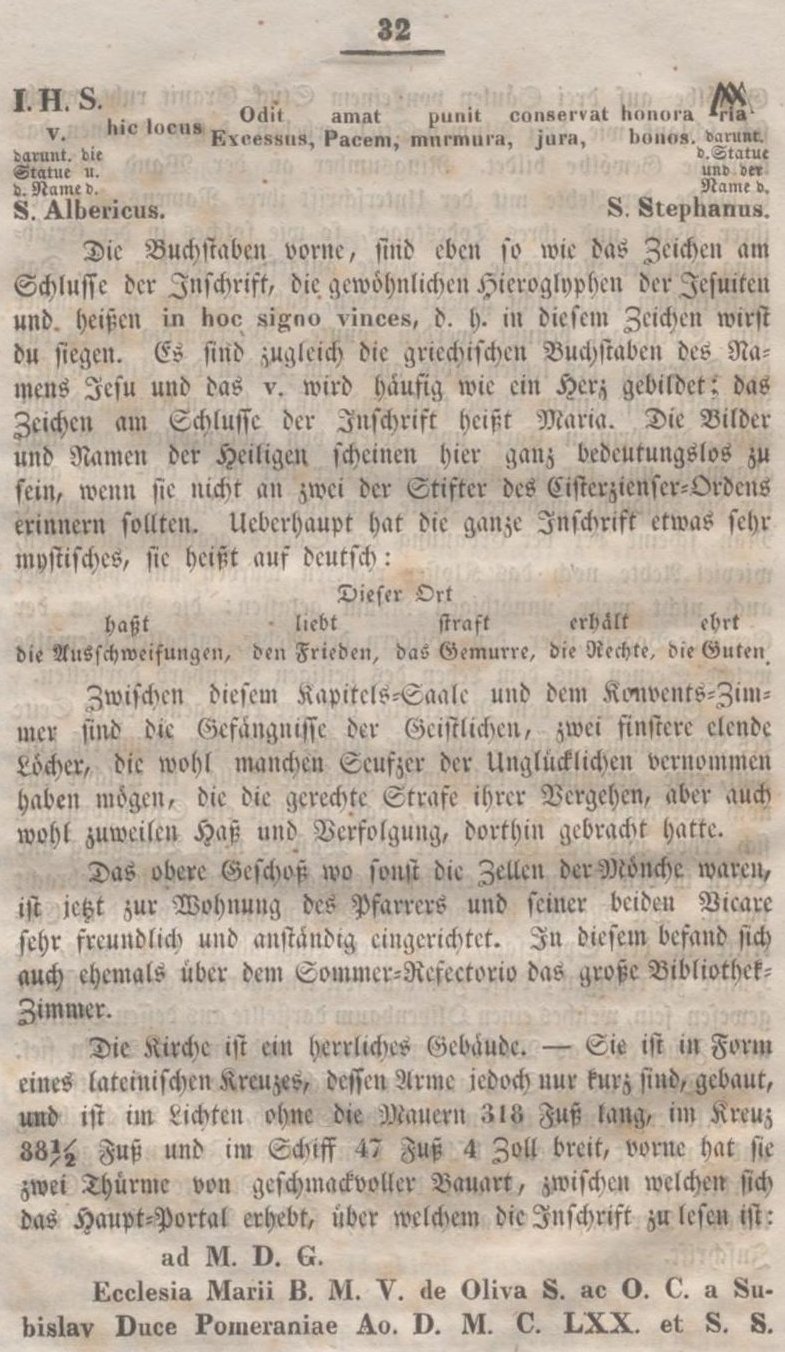 32
I. H. S.
v. hic locus Odit amat punit conservat honora ria
Excessus, Pacem, murmura, jura, bonos. darunt.
darunt. die d. Statue
Statue u. und der
d. Name d. Name d.
S. Albericus. S. Stephanus.
Die Buchstaben vorne, sind eben so wie das Zeichen am
Schlusse der Inschrift, die gewöhnlichen Hieroglyphen der Jesuiten
und heißen in hoc signo vinces, d. h. in diesem Zeichen wirst
du siegen. Es sind zugleich die griechischen Buchstaben des Na-
mens Jesu und das v. wird häufig wie ein Herz gebildet; das
Zeichen am Schlusse der Inschrift heißt Maria. Die Bilder
und Namen der Heiligen scheinen hier ganz bedeutungslos zu
sein, wenn sie nicht an zwei der Stifter des Cisterzienser-Ordens
erinnern sollten. Ueberhaupt hat die ganze Inschrift etwas sehr
mystisches, sie heißt auf deutsch:
Dieser Ort
haßt liebt straft erhält ehrt
die Ausschweifungen, den Frieden, das Gemurre, die Rechte, die Guten.
Zwischen diesem Kapitels-Saale und dem Konvents-Zim-
mer sind die Gefängnisse der Geistlichen, zwei finstere elende
Löcher, die wohl manchen Seufzer der Unglücklichen vernommen
haben mögen, die die gerechte Strafe ihrer Vergehen, aber auch
wohl zuweilen Haß und Verfolgung, dorthin gebracht hatte.
Das obere Geschoß wo sonst die Zellen der Mönche waren,
ist jetzt zur Wohnung des Pfarrers und seiner beiden Vicare
sehr freundlich und anständig eingerichtet. In diesem befand sich
auch ehemals über dem Sommer-Refectorio das große Bibliothek-
Zimmer.
Die Kirche ist ein herrliches Gebäude. — Sie ist in Form
eines lateinischen Kreuzes, dessen Arme jedoch nur kurz sind, gebaut,
und ist im Lichten ohne die Mauern 318 Fuß lang, im Kreuz
38½ Fuß und im Schiff 47 Fuß 4 Zoll breit, vorne hat sie
zwei Thürme von geschmackvoller Bauart, zwischen welchen sich
das Haupt-Portal erhebt, über welchem die Inschrift zu lesen ist:
ad M. D. G.
Ecclesia Marii B. M. V. de Oliva S. ac O. C. a Su-
bislav Duce Pomeraniae Ao. D. M. C. LXX. et S. S.